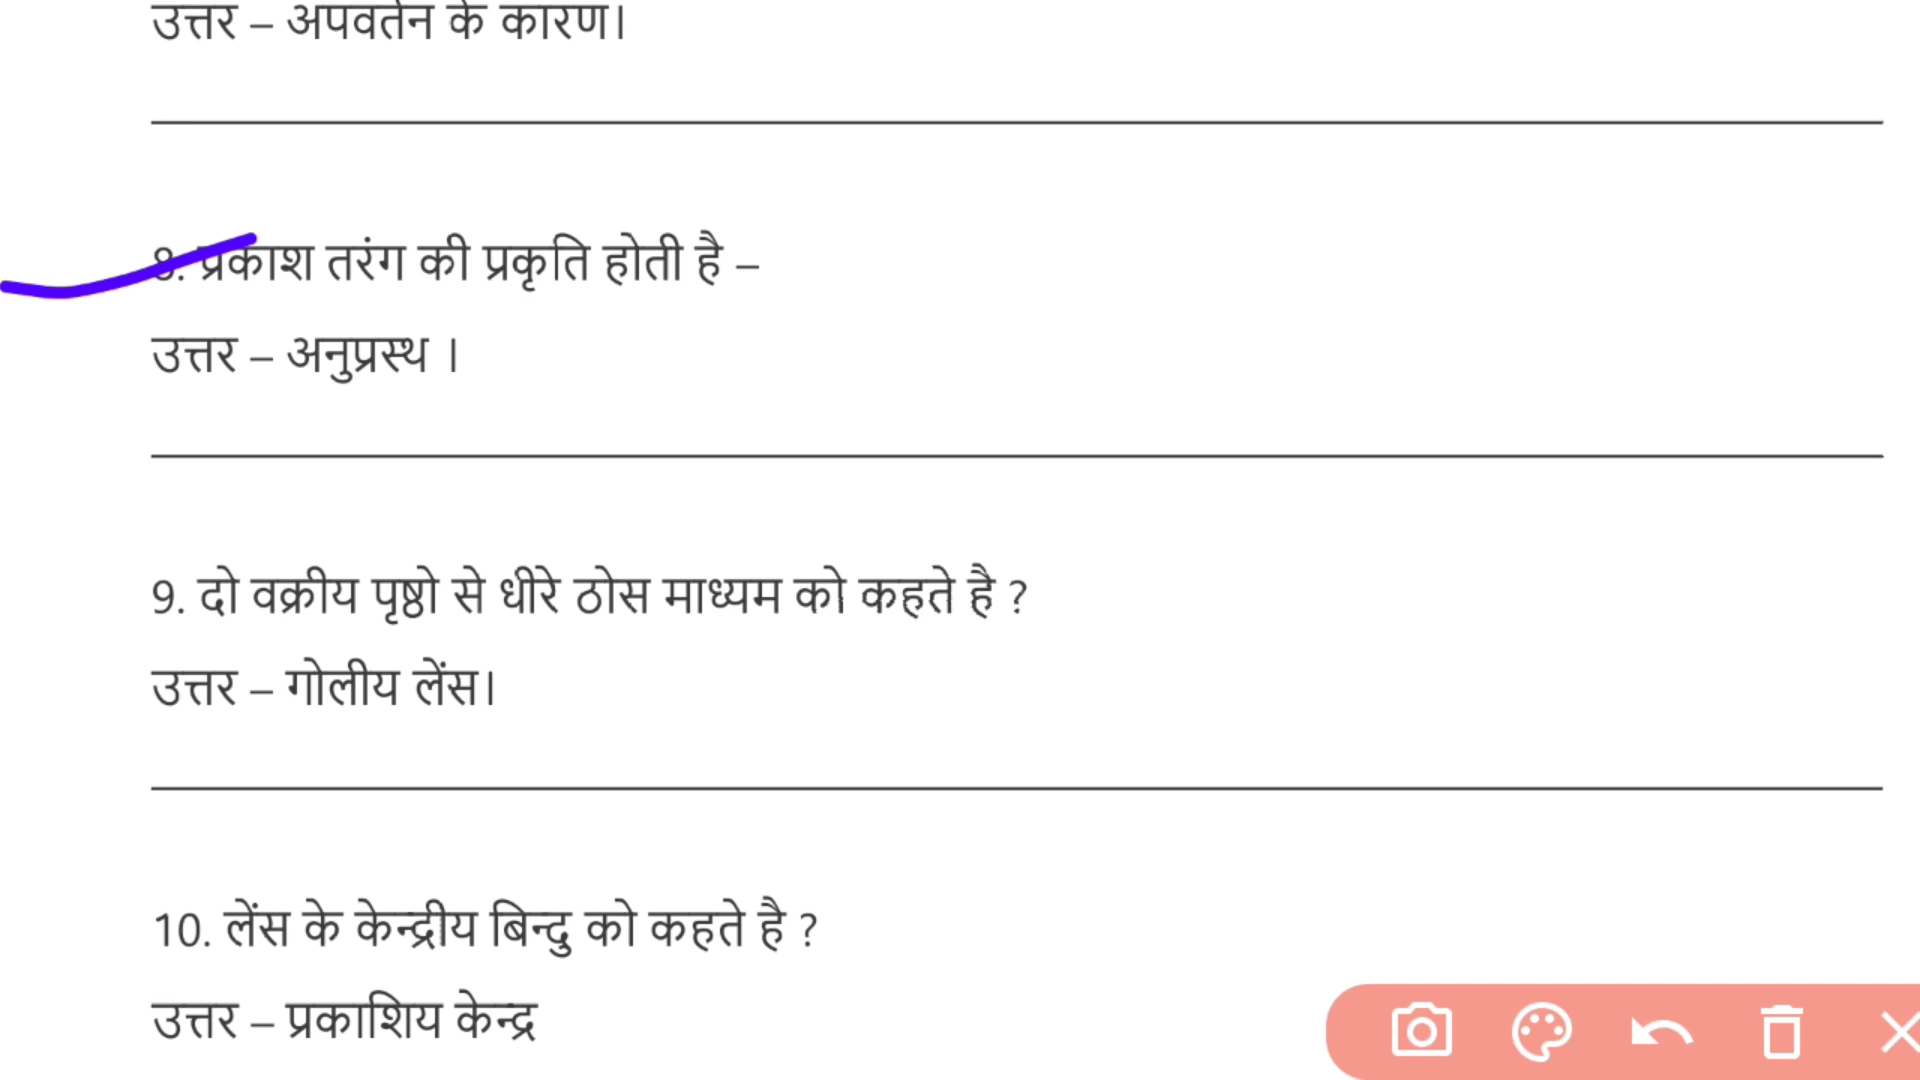 उत्तर – अपवर्तन के कारण।
8. प्रकाश तरंग की प्रकृति होती है –
उत्तर – अनुप्रस्थ ।
9. दो वक्रीय पृष्ठो से धीरे ठोस माध्यम को कहते है ?
उत्तर – गोलीय लेंस।
10. लेंस के केन्द्रीय बिन्दु को कहते है ?
उत्तर – प्रकाशिय केन्द्र